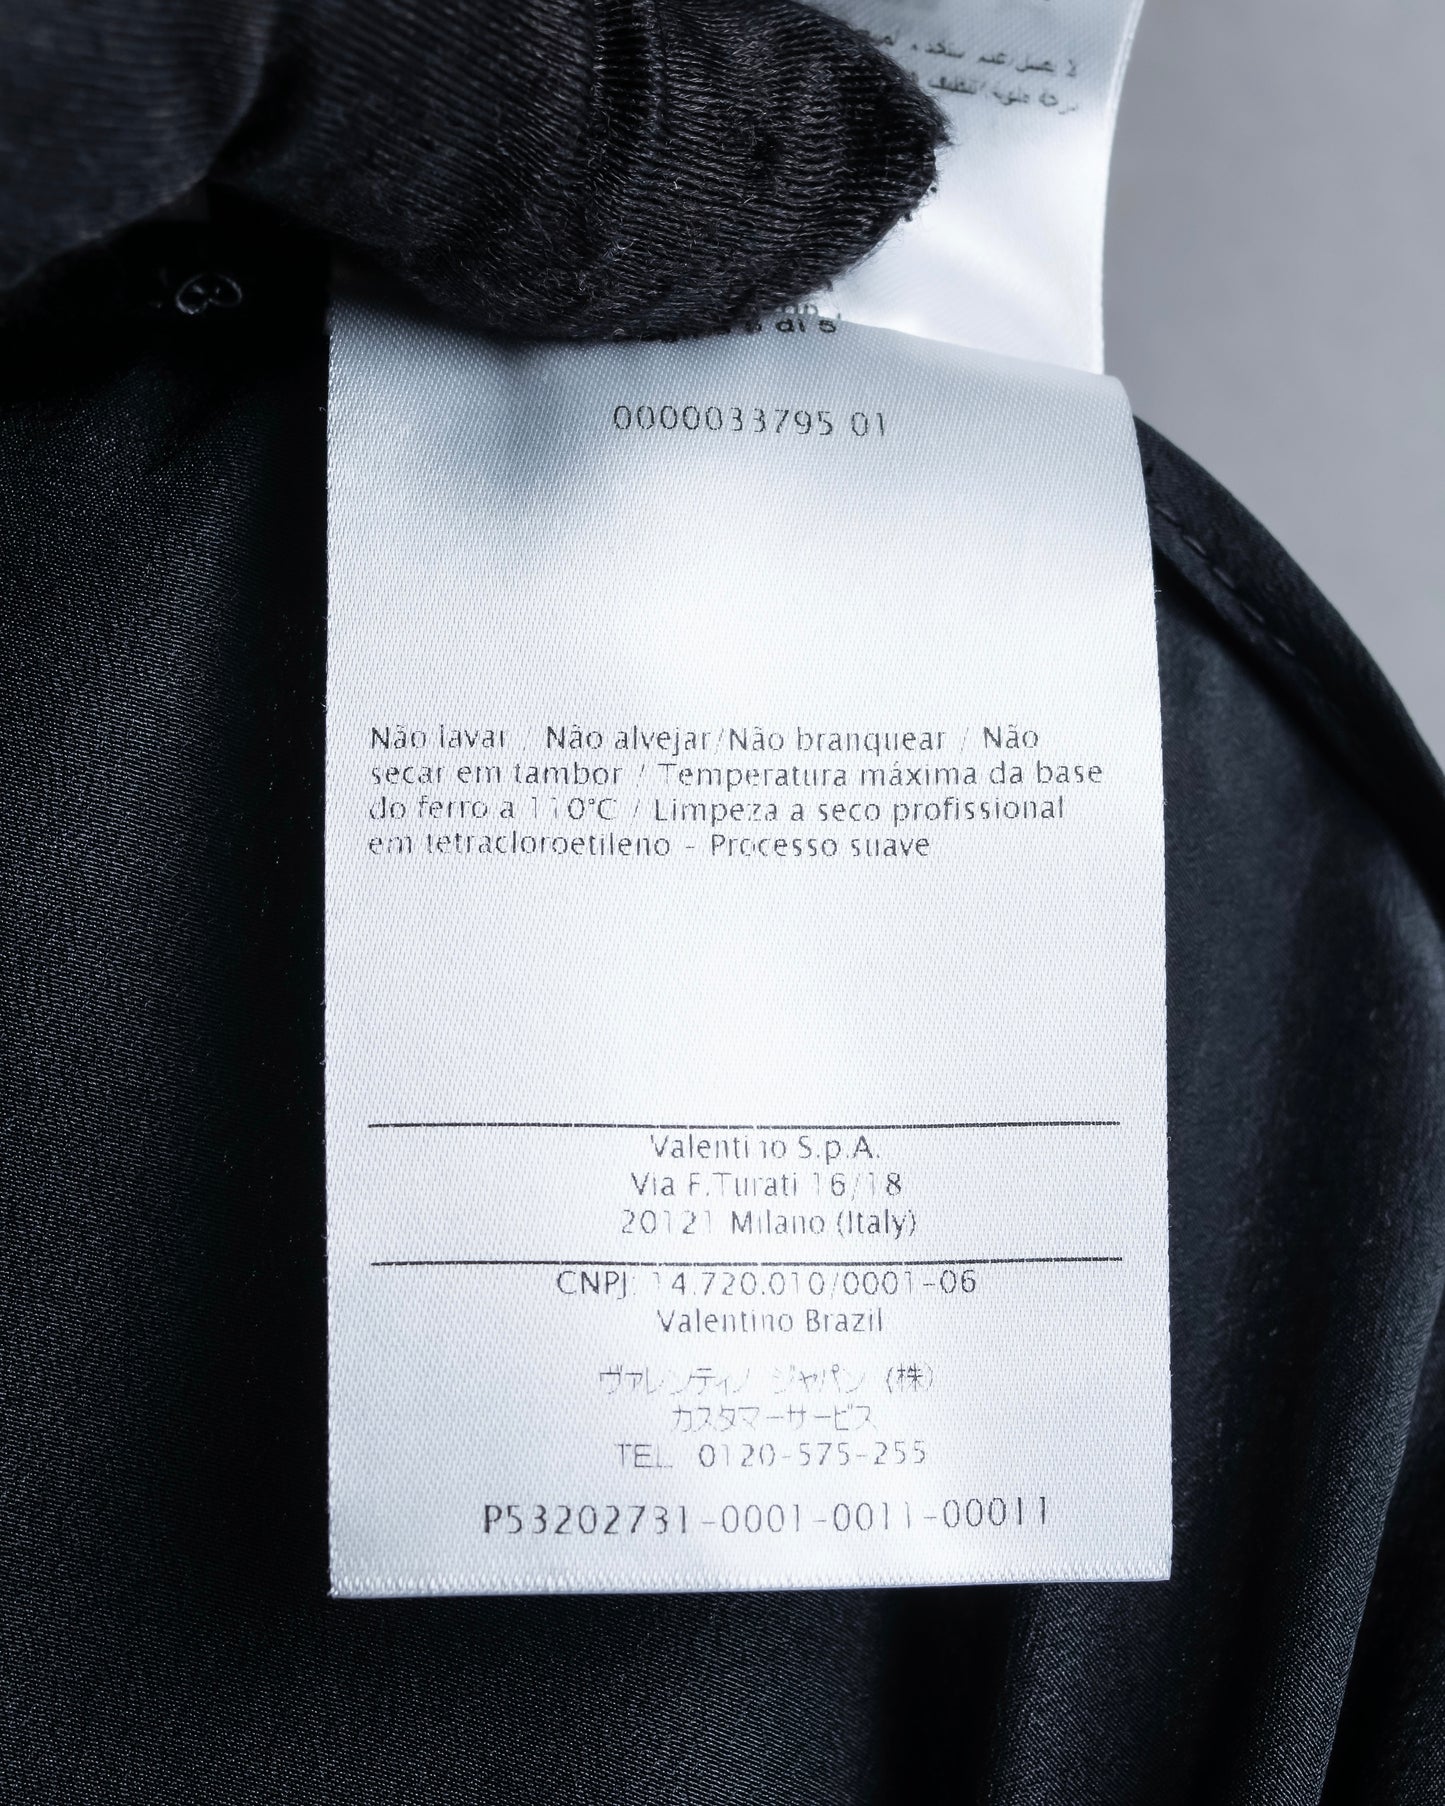 di 5
0000033795 01
Não lavar / Não alvejar/Não branquear / Não
secar em tambor / Temperatura máxima da base
do ferro a 110°C / Limpeza a seco profissional
em tetracloroetileno - Processo suave
Valentino S.p.A.
Via F.Turati 16/18
20121 Milano (Italy)
CNPJ: 14.720.010/0001-06
Valentino Brazil
ヴァレンティノ ジャパン (株)
カスタマーサービス
TEL 0120-575-255
P53202731-0001-0011-00011